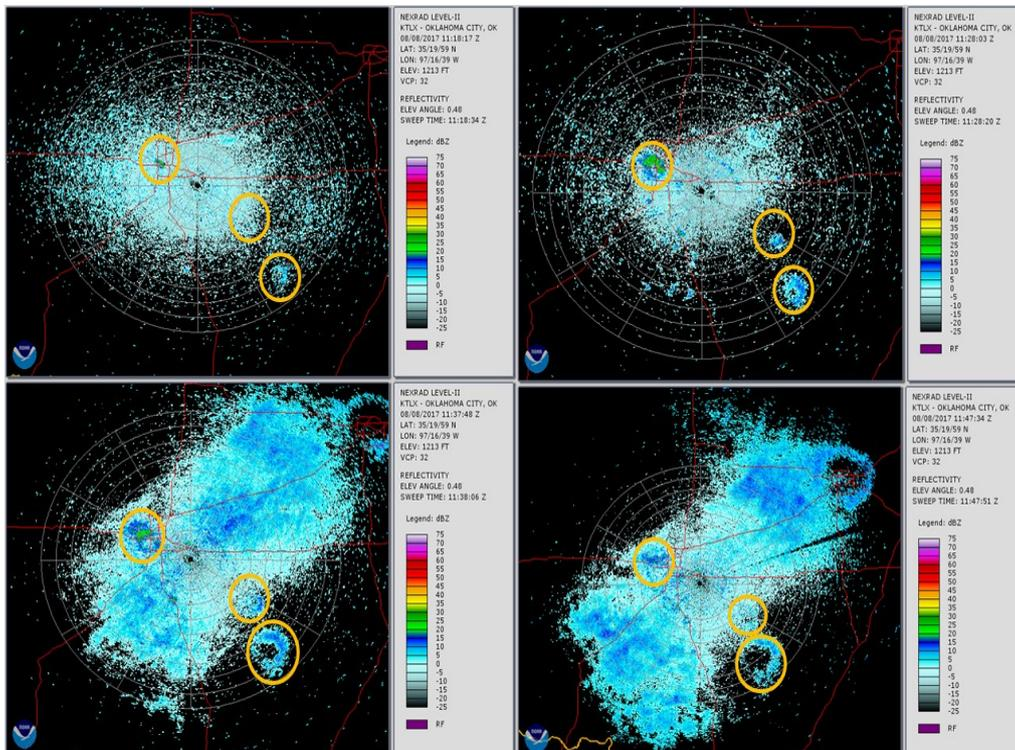 NEXRAD LEVEL-II
KTLX - OKLAHOMA CITY, OK
08/08/2017 11:18:17 Z
LAT: 35/19/59 N
LON: 97/16/39 W
ELEV: 1213 FT
VCP: 32
REFLECTIVITY
ELEV ANGLE: 0.48
SWEEP TIME: 11:18:34 Z
Legend: dBZ
75
70
65
60
55
50
45
40
35
30
25
20
15
10
5
0
-5
-10
-15
-20
-25
RF
NEXRAD LEVEL-II
KTLX - OKLAHOMA CITY, OK
08/08/2017 11:28:03 Z
LAT: 35/19/59 N
LON: 97/16/39 W
ELEV: 1213 FT
VCP: 32
REFLECTIVITY
ELEV ANGLE: 0.48
SWEEP TIME: 11:28:20 Z
Legend: dBZ
75
70
65
60
55
50
45
40
35
30
25
20
15
10
5
0
-5
-10
-15
-20
-25
RF
NEXRAD LEVEL-II
KTLX - OKLAHOMA CITY, OK
08/08/2017 11:37:48 Z
LAT: 35/19/59 N
LON: 97/16/39 W
ELEV: 1213 FT
VCP: 32
REFLECTIVITY
ELEV ANGLE: 0.48
SWEEP TIME: 11:38:06 Z
Legend: dBZ
75
70
65
60
55
50
45
40
35
30
25
20
15
10
5
0
-5
-10
-15
-20
-25
RF
NEXRAD LEVEL-II
KTLX - OKLAHOMA CITY, OK
08/08/2017 11:47:34 Z
LAT: 35/19/59 N
LON: 97/16/39 W
ELEV: 1213 FT
VCP: 32
REFLECTIVITY
ELEV ANGLE: 0.48
SWEEP TIME: 11:47:51 Z
Legend: dBZ
75
70
65
60
55
50
45
40
35
30
25
20
15
10
5
0
-5
-10
-15
-20
-25
RF